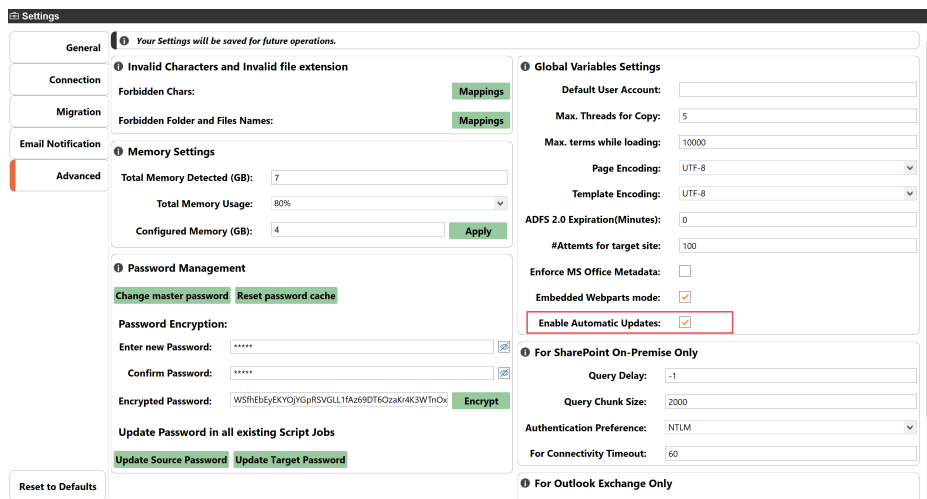 Settings
General
Connection
Migration
Email Notification
Advanced
Reset to Defaults
Your Settings will be saved for future operations.
Invalid Characters and Invalid file extension
Forbidden Chars: Mappings
Forbidden Folder and Files Names: Mappings
Memory Settings
Total Memory Detected (GB): 7
Total Memory Usage: 80%
Configured Memory (GB): 4 Apply
Password Management
Change master password Reset password cache
Password Encryption:
Enter new Password: *****
Confirm Password: *****
Encrypted Password: WSfhEbEyEKYOjYGpRSVGLL1fAz69DT6OzaKr4K3WTnOx Encrypt
Update Password in all existing Script Jobs
Update Source Password Update Target Password
Global Variables Settings
Default User Account:
Max. Threads for Copy: 5
Max. terms while loading: 10000
Page Encoding: UTF-8
Template Encoding: UTF-8
ADFS 2.0 Expiration(Minutes): 0
#Attemts for target site: 100
Enforce MS Office Metadata:
Embedded Webparts mode:
Enable Automatic Updates:
For SharePoint On-Premise Only
Query Delay: -1
Query Chunk Size: 2000
Authentication Preference: NTLM
For Connectivity Timeout: 60
For Outlook Exchange Only